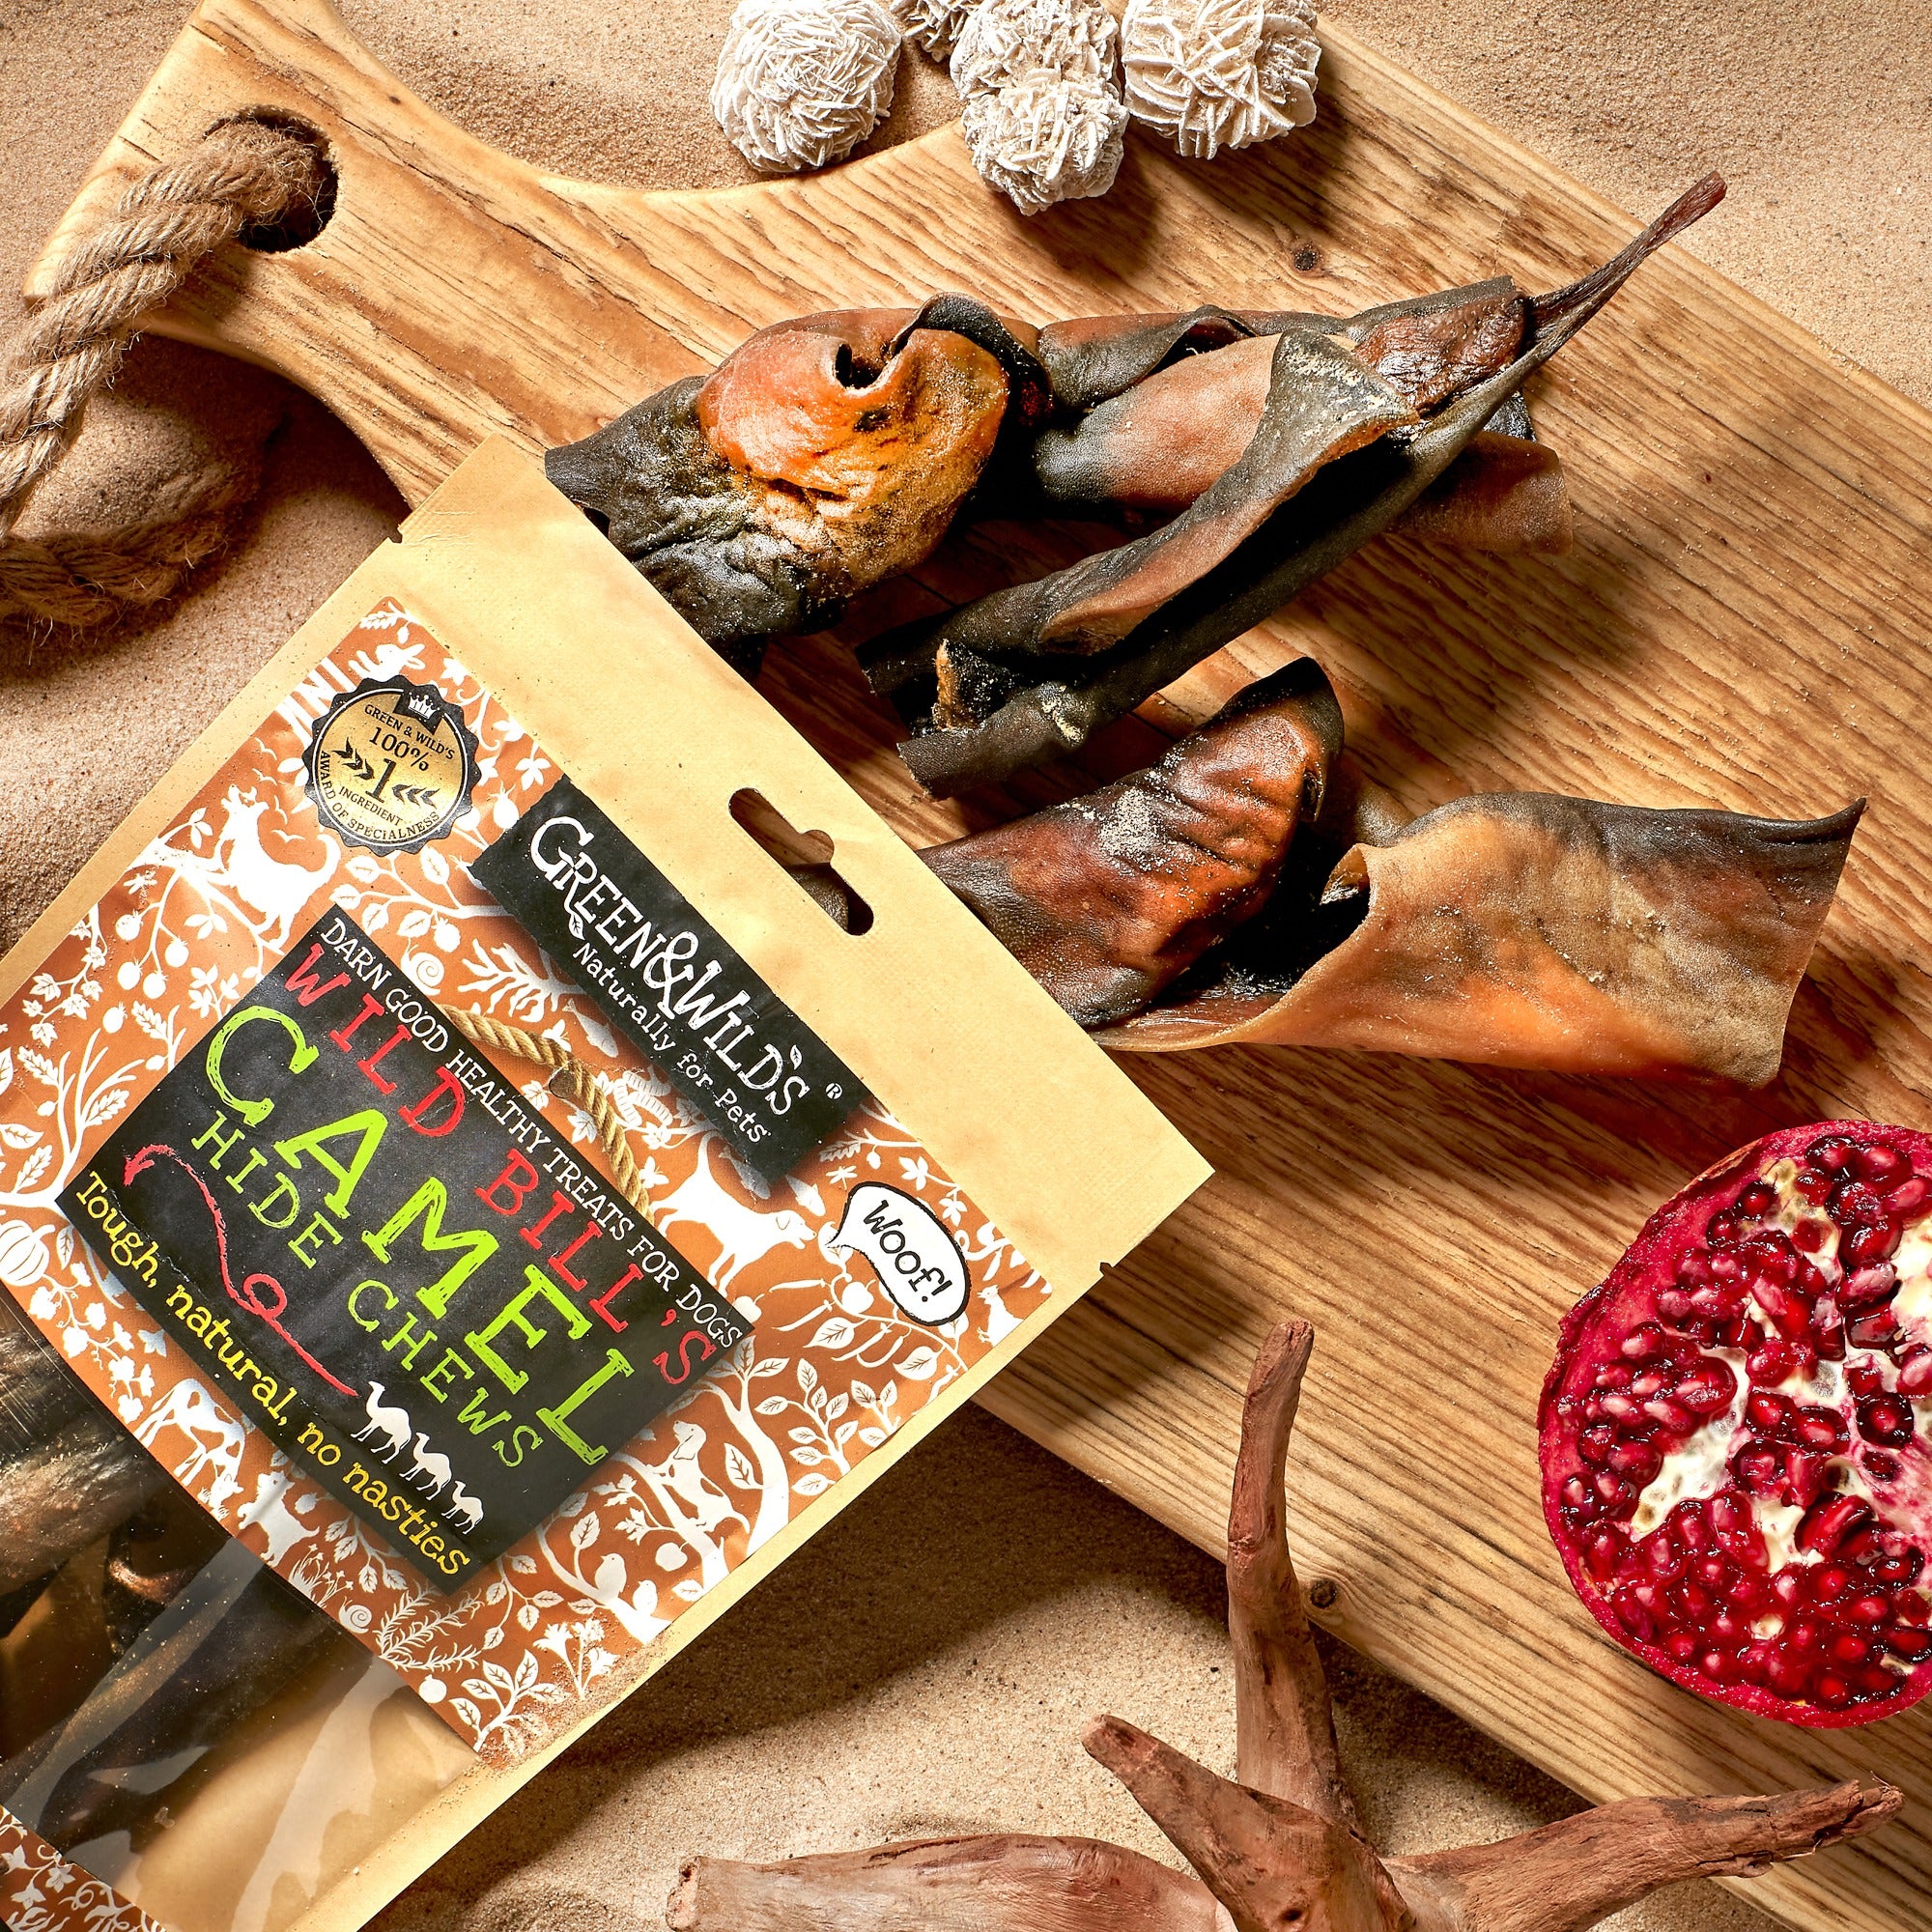 GREEN & WILD'S
100%
1
INGREDIENT
AWARD OF SPECIALNESS
GREEN&WILD'S®
Naturally for Pets
DARN GOOD HEALTHY TREATS FOR DOGS
WILD BILL'S
CAMEL
HIDE CHEWS
Tough, natural, no nasties
Woof!